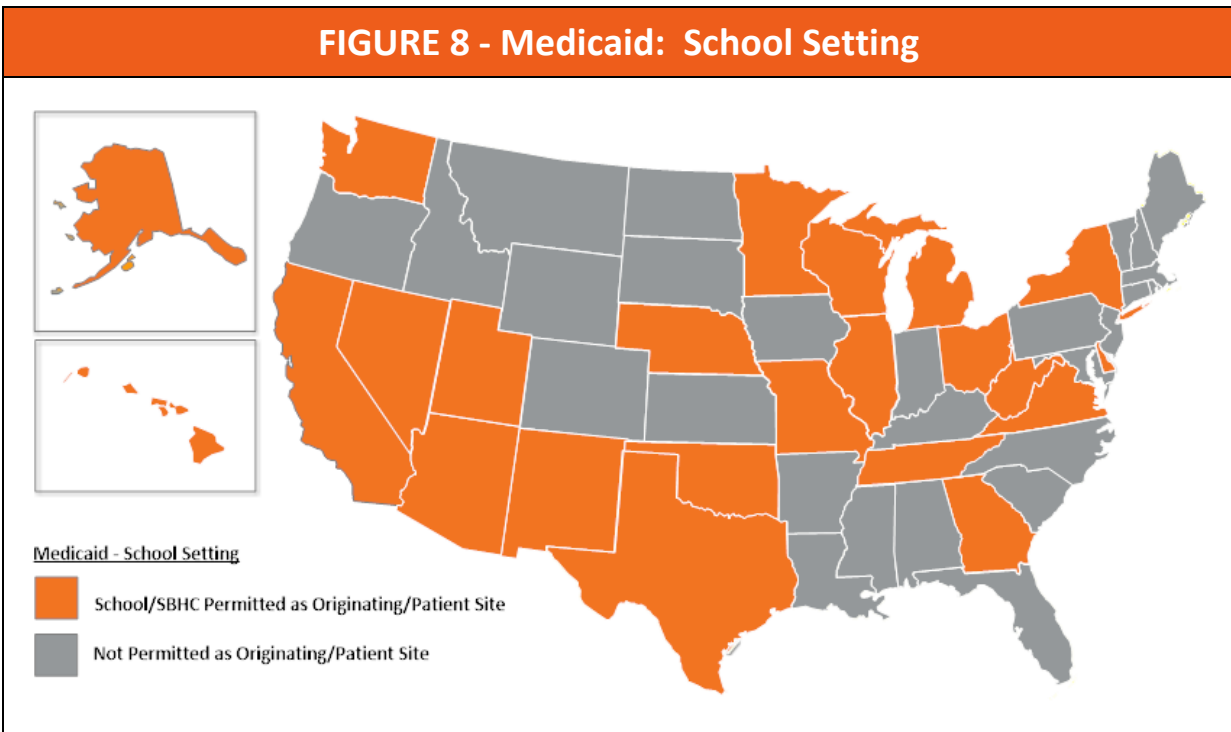 FIGURE 8 - Medicaid: School Setting
Medicaid - School Setting
School/SBHC Permitted as Originating/Patient Site
Not Permitted as Originating/Patient Site